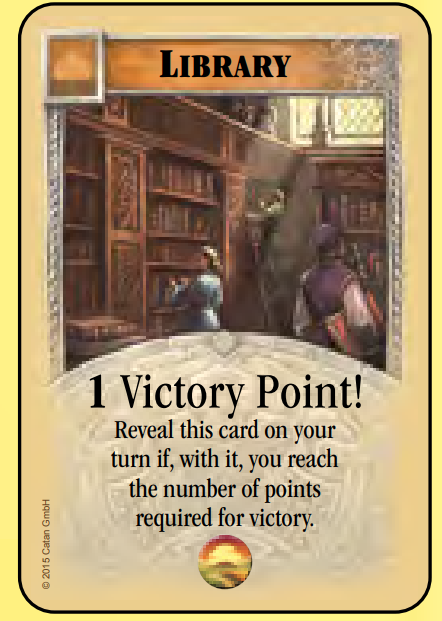 LIBRARY
1 Victory Point!
Reveal this card on your
turn if, with it, you reach
the number of points
required for victory.
© 2015 Catan GmbH